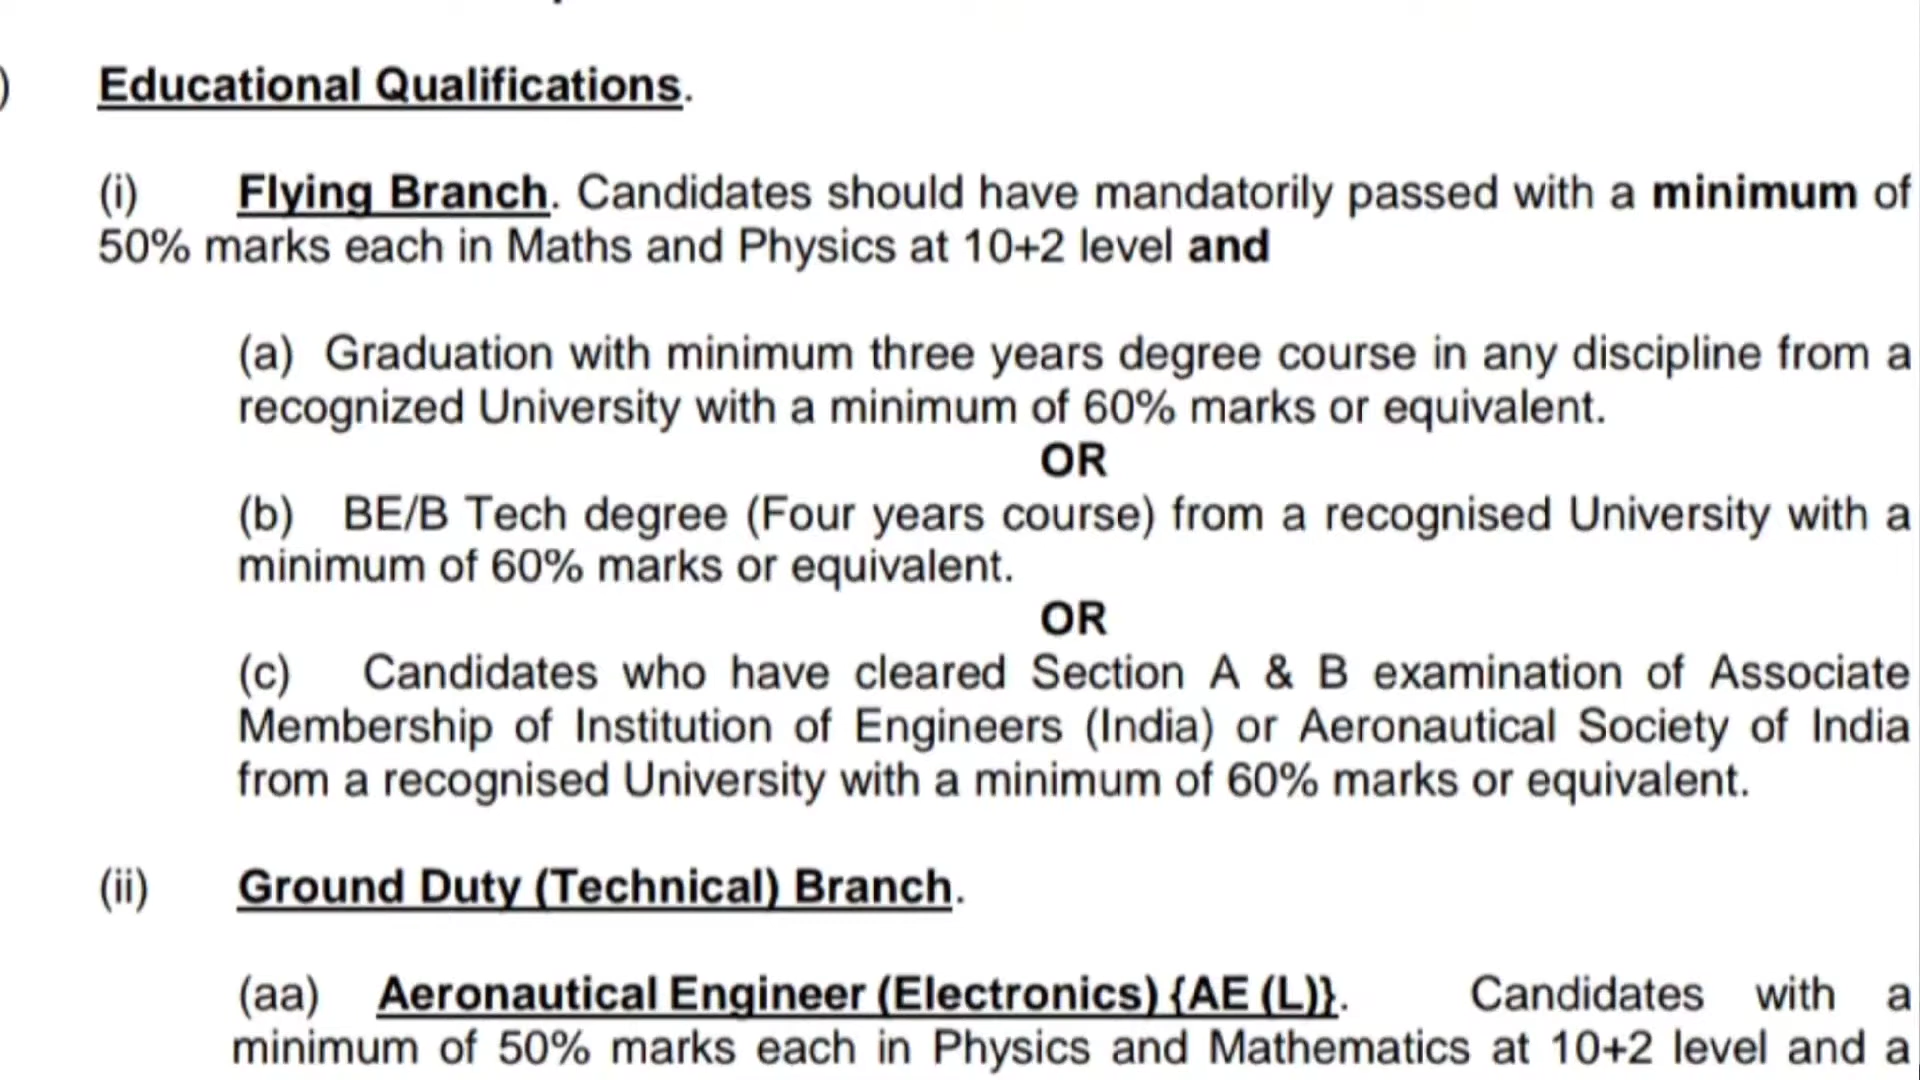 )
Educational Qualifications.
(i) Flying Branch. Candidates should have mandatorily passed with a minimum of
50% marks each in Maths and Physics at 10+2 level and
(a) Graduation with minimum three years degree course in any discipline from a
recognized University with a minimum of 60% marks or equivalent.
OR
(b) BE/B Tech degree (Four years course) from a recognised University with a
minimum of 60% marks or equivalent.
OR
(c) Candidates who have cleared Section A & B examination of Associate
Membership of Institution of Engineers (India) or Aeronautical Society of India
from a recognised University with a minimum of 60% marks or equivalent.
(ii) Ground Duty (Technical) Branch.
(aa) Aeronautical Engineer (Electronics) {AE (L)}. Candidates with a
minimum of 50% marks each in Physics and Mathematics at 10+2 level and a